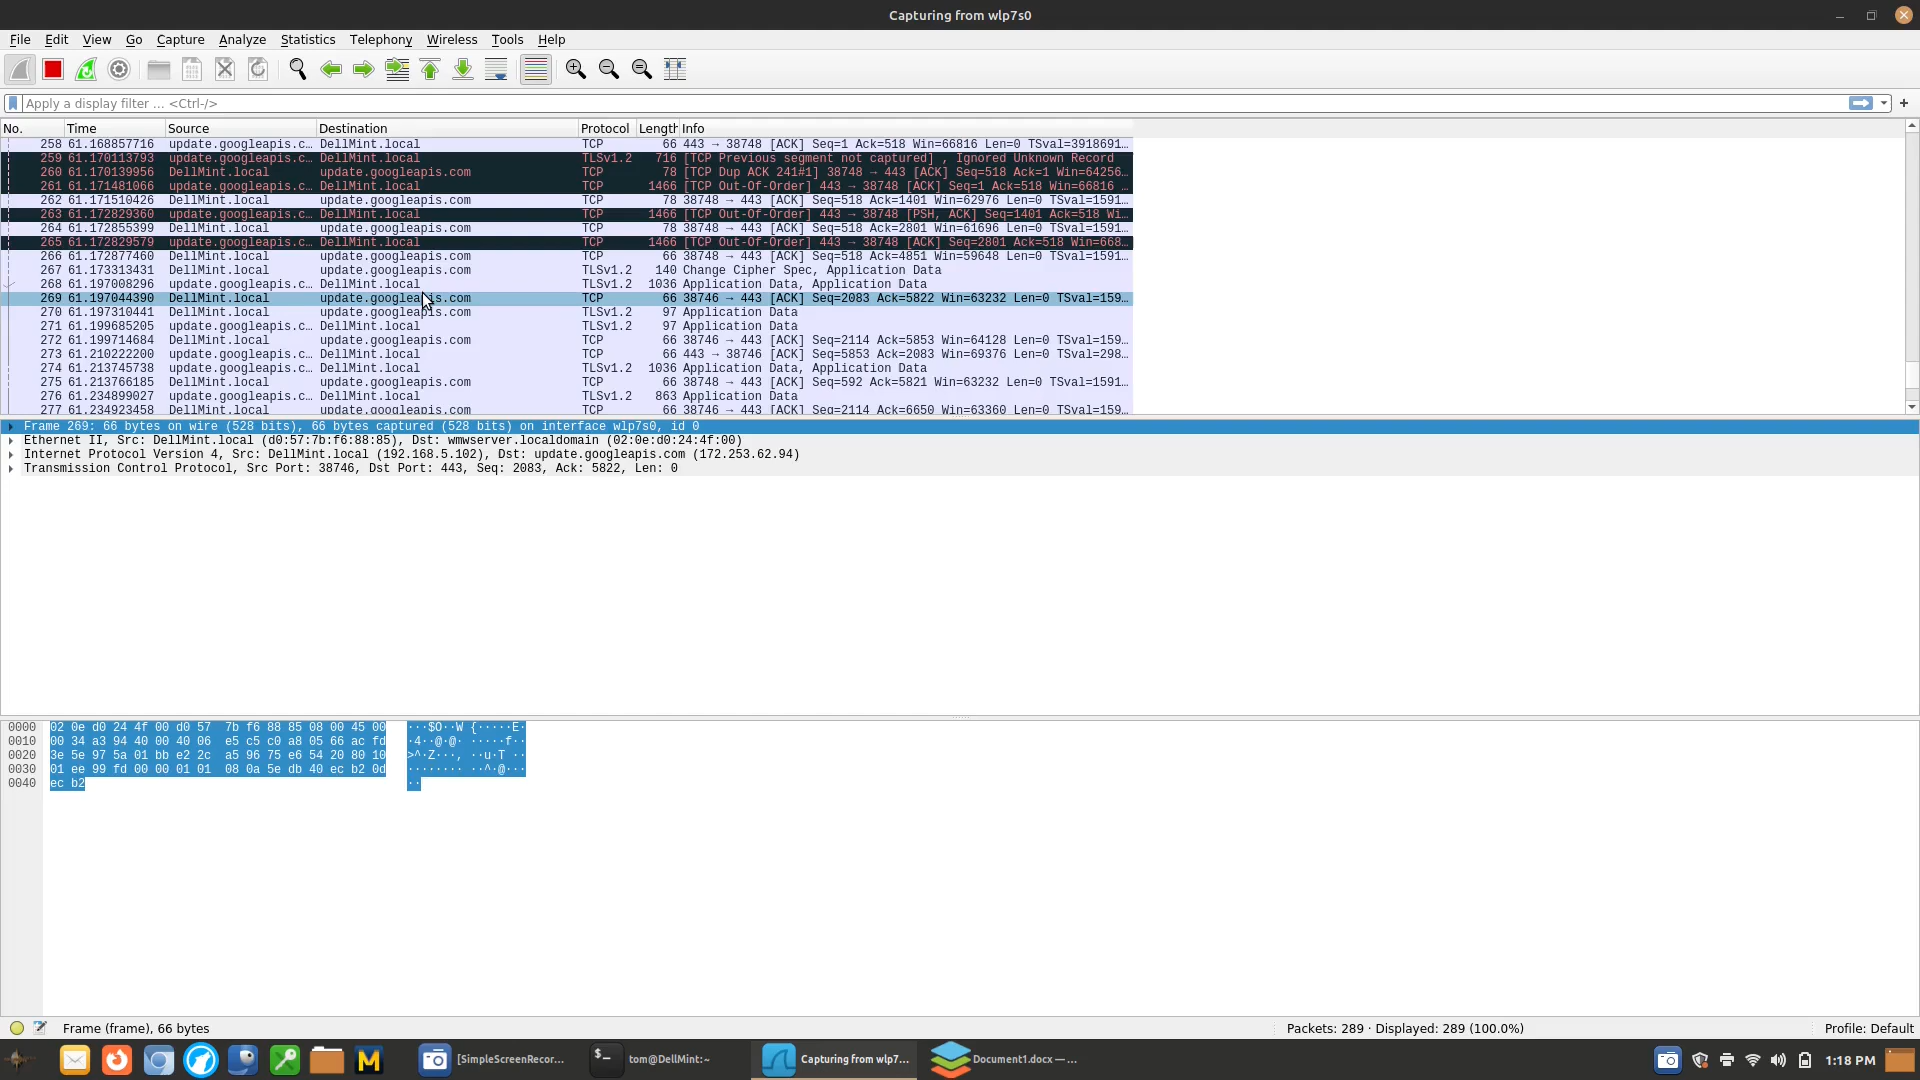 Capturing from wlp7s0
File Edit View Go Capture Analyze Statistics Telephony Wireless Tools Help
Apply a display filter ... <Ctrl-/>
No. Time Source Destination Protocol Length Info
258 61.168857716 update.googleapis.c… DellMint.local TCP 66 443 → 38748 [ACK] Seq=1 Ack=518 Win=66816 Len=0 TSval=3918691…
259 61.170113793 update.googleapis.c… DellMint.local TLSv1.2 716 [TCP Previous segment not captured] , Ignored Unknown Record
260 61.170139956 DellMint.local update.googleapis.com TCP 78 [TCP Dup ACK 241#1] 38748 → 443 [ACK] Seq=518 Ack=1 Win=64256…
261 61.171481066 update.googleapis.c… DellMint.local TCP 1466 [TCP Out-Of-Order] 443 → 38748 [ACK] Seq=1 Ack=518 Win=66816 …
262 61.171510426 DellMint.local update.googleapis.com TCP 78 38748 → 443 [ACK] Seq=518 Ack=1401 Win=62976 Len=0 TSval=1591…
263 61.172829360 update.googleapis.c… DellMint.local TCP 1466 [TCP Out-Of-Order] 443 → 38748 [PSH, ACK] Seq=1401 Ack=518 Wi…
264 61.172855399 DellMint.local update.googleapis.com TCP 78 38748 → 443 [ACK] Seq=518 Ack=2801 Win=61696 Len=0 TSval=1591…
265 61.172829579 update.googleapis.c… DellMint.local TCP 1466 [TCP Out-Of-Order] 443 → 38748 [ACK] Seq=2801 Ack=518 Win=668…
266 61.172877460 DellMint.local update.googleapis.com TCP 66 38748 → 443 [ACK] Seq=518 Ack=4851 Win=59648 Len=0 TSval=1591…
267 61.173313431 DellMint.local update.googleapis.com TLSv1.2 140 Change Cipher Spec, Application Data
268 61.197008296 update.googleapis.c… DellMint.local TLSv1.2 1036 Application Data, Application Data
269 61.197044390 DellMint.local update.googleapis.com TCP 66 38746 → 443 [ACK] Seq=2083 Ack=5822 Win=63232 Len=0 TSval=159…
270 61.197310441 DellMint.local update.googleapis.com TLSv1.2 97 Application Data
271 61.199685205 update.googleapis.c… DellMint.local TLSv1.2 97 Application Data
272 61.199714684 DellMint.local update.googleapis.com TCP 66 38746 → 443 [ACK] Seq=2114 Ack=5853 Win=64128 Len=0 TSval=159…
273 61.210222200 update.googleapis.c… DellMint.local TCP 66 443 → 38746 [ACK] Seq=5853 Ack=2083 Win=69376 Len=0 TSval=298…
274 61.213745738 update.googleapis.c… DellMint.local TLSv1.2 1036 Application Data, Application Data
275 61.213766185 DellMint.local update.googleapis.com TCP 66 38748 → 443 [ACK] Seq=592 Ack=5821 Win=63232 Len=0 TSval=1591…
276 61.234899027 update.googleapis.c… DellMint.local TLSv1.2 863 Application Data
277 61.234923458 DellMint.local update.googleapis.com TCP 66 38746 → 443 [ACK] Seq=2114 Ack=6650 Win=63360 Len=0 TSval=159…
Frame 269: 66 bytes on wire (528 bits), 66 bytes captured (528 bits) on interface wlp7s0, id 0
Ethernet II, Src: DellMint.local (d0:57:7b:f6:88:85), Dst: wmwserver.localdomain (02:0e:d0:24:4f:00)
Internet Protocol Version 4, Src: DellMint.local (192.168.5.102), Dst: update.googleapis.com (172.253.62.94)
Transmission Control Protocol, Src Port: 38746, Dst Port: 443, Seq: 2083, Ack: 5822, Len: 0
0000 02 0e d0 24 4f 00 d0 57 7b f6 88 85 08 00 45 00 ···$O··W {·····E·
0010 00 34 a3 94 40 00 40 06 e5 c5 c0 a8 05 66 ac fd ·4··@·@· ·····f··
0020 3e 5e 97 5a 01 bb e2 2c a5 96 75 e6 54 20 80 10 >^·Z···, ··u·T ··
0030 01 ee 99 fd 00 00 01 01 08 0a 5e db 40 ec b2 0d ········ ··^·@···
0040 ec b2 ··
Frame (frame), 66 bytes Packets: 289 · Displayed: 289 (100.0%) Profile: Default
[SimpleScreenRecor... tom@DellMint:~ Capturing from wlp7... Document1.docx — ... 1:18 PM